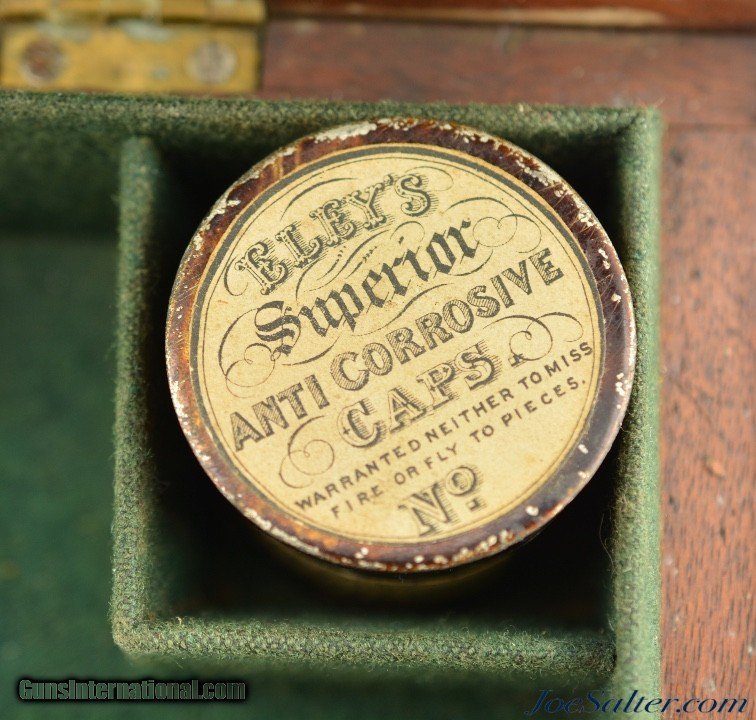 ELEY'S
Superior
ANTI CORROSIVE
CAPS
WARRANTED NEITHER TO MISS
FIRE OR FLY TO PIECES.
No
GunsInternational.com
JoeSalter.com